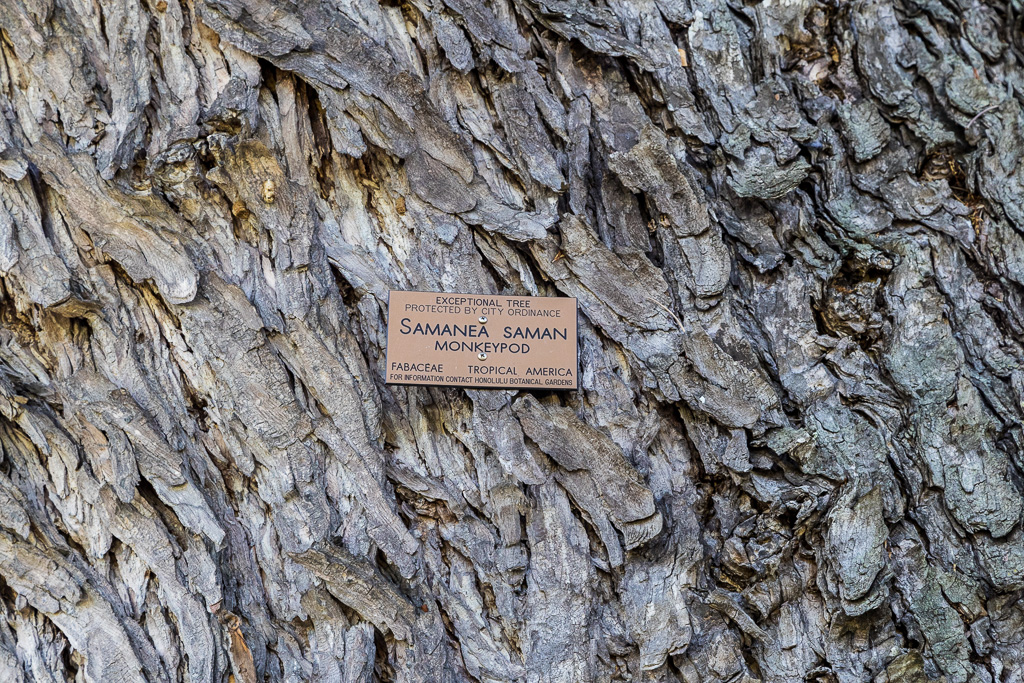 EXCEPTIONAL TREE
PROTECTED BY CITY ORDINANCE
SAMANEA SAMAN
MONKEYPOD
FABACEAE TROPICAL AMERICA
FOR INFORMATION CONTACT HONOLULU BOTANICAL GARDENS